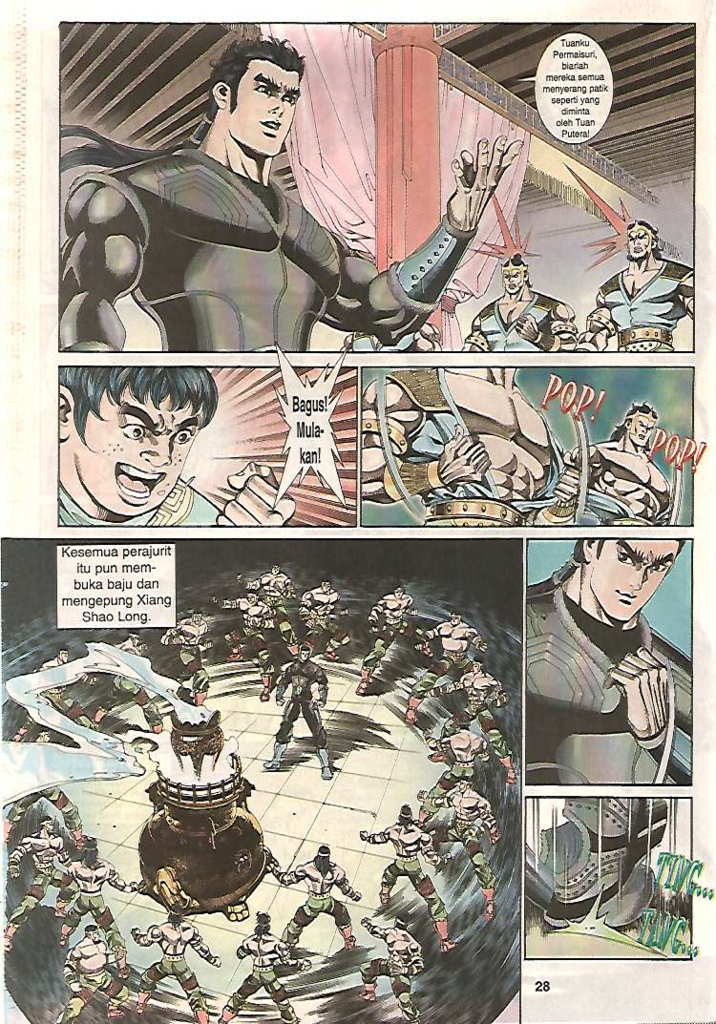 Tuanku
Permaisuri,
biarlah
mereka semua
menyerang patik
seperti yang
diminta
oleh Tuan
Putera!
Bagus!
Mula-
kan!
POP!
POP!
Kesemua perajurit
itu pun mem-
buka baju dan
mengepung Xiang
Shao Long.
TING...
TING...
28